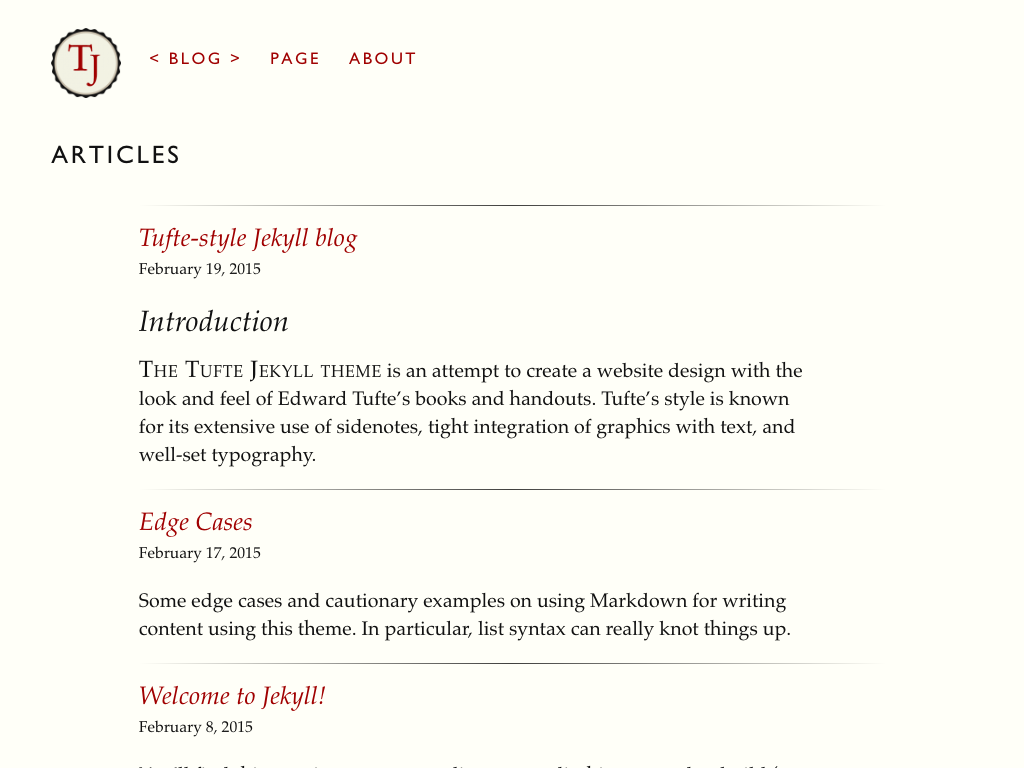 TJ
< BLOG > PAGE ABOUT
ARTICLES
Tufte-style Jekyll blog
February 19, 2015
Introduction
THE TUFTE JEKYLL THEME is an attempt to create a website design with the
look and feel of Edward Tufte’s books and handouts. Tufte’s style is known
for its extensive use of sidenotes, tight integration of graphics with text, and
well-set typography.
Edge Cases
February 17, 2015
Some edge cases and cautionary examples on using Markdown for writing
content using this theme. In particular, list syntax can really knot things up.
Welcome to Jekyll!
February 8, 2015